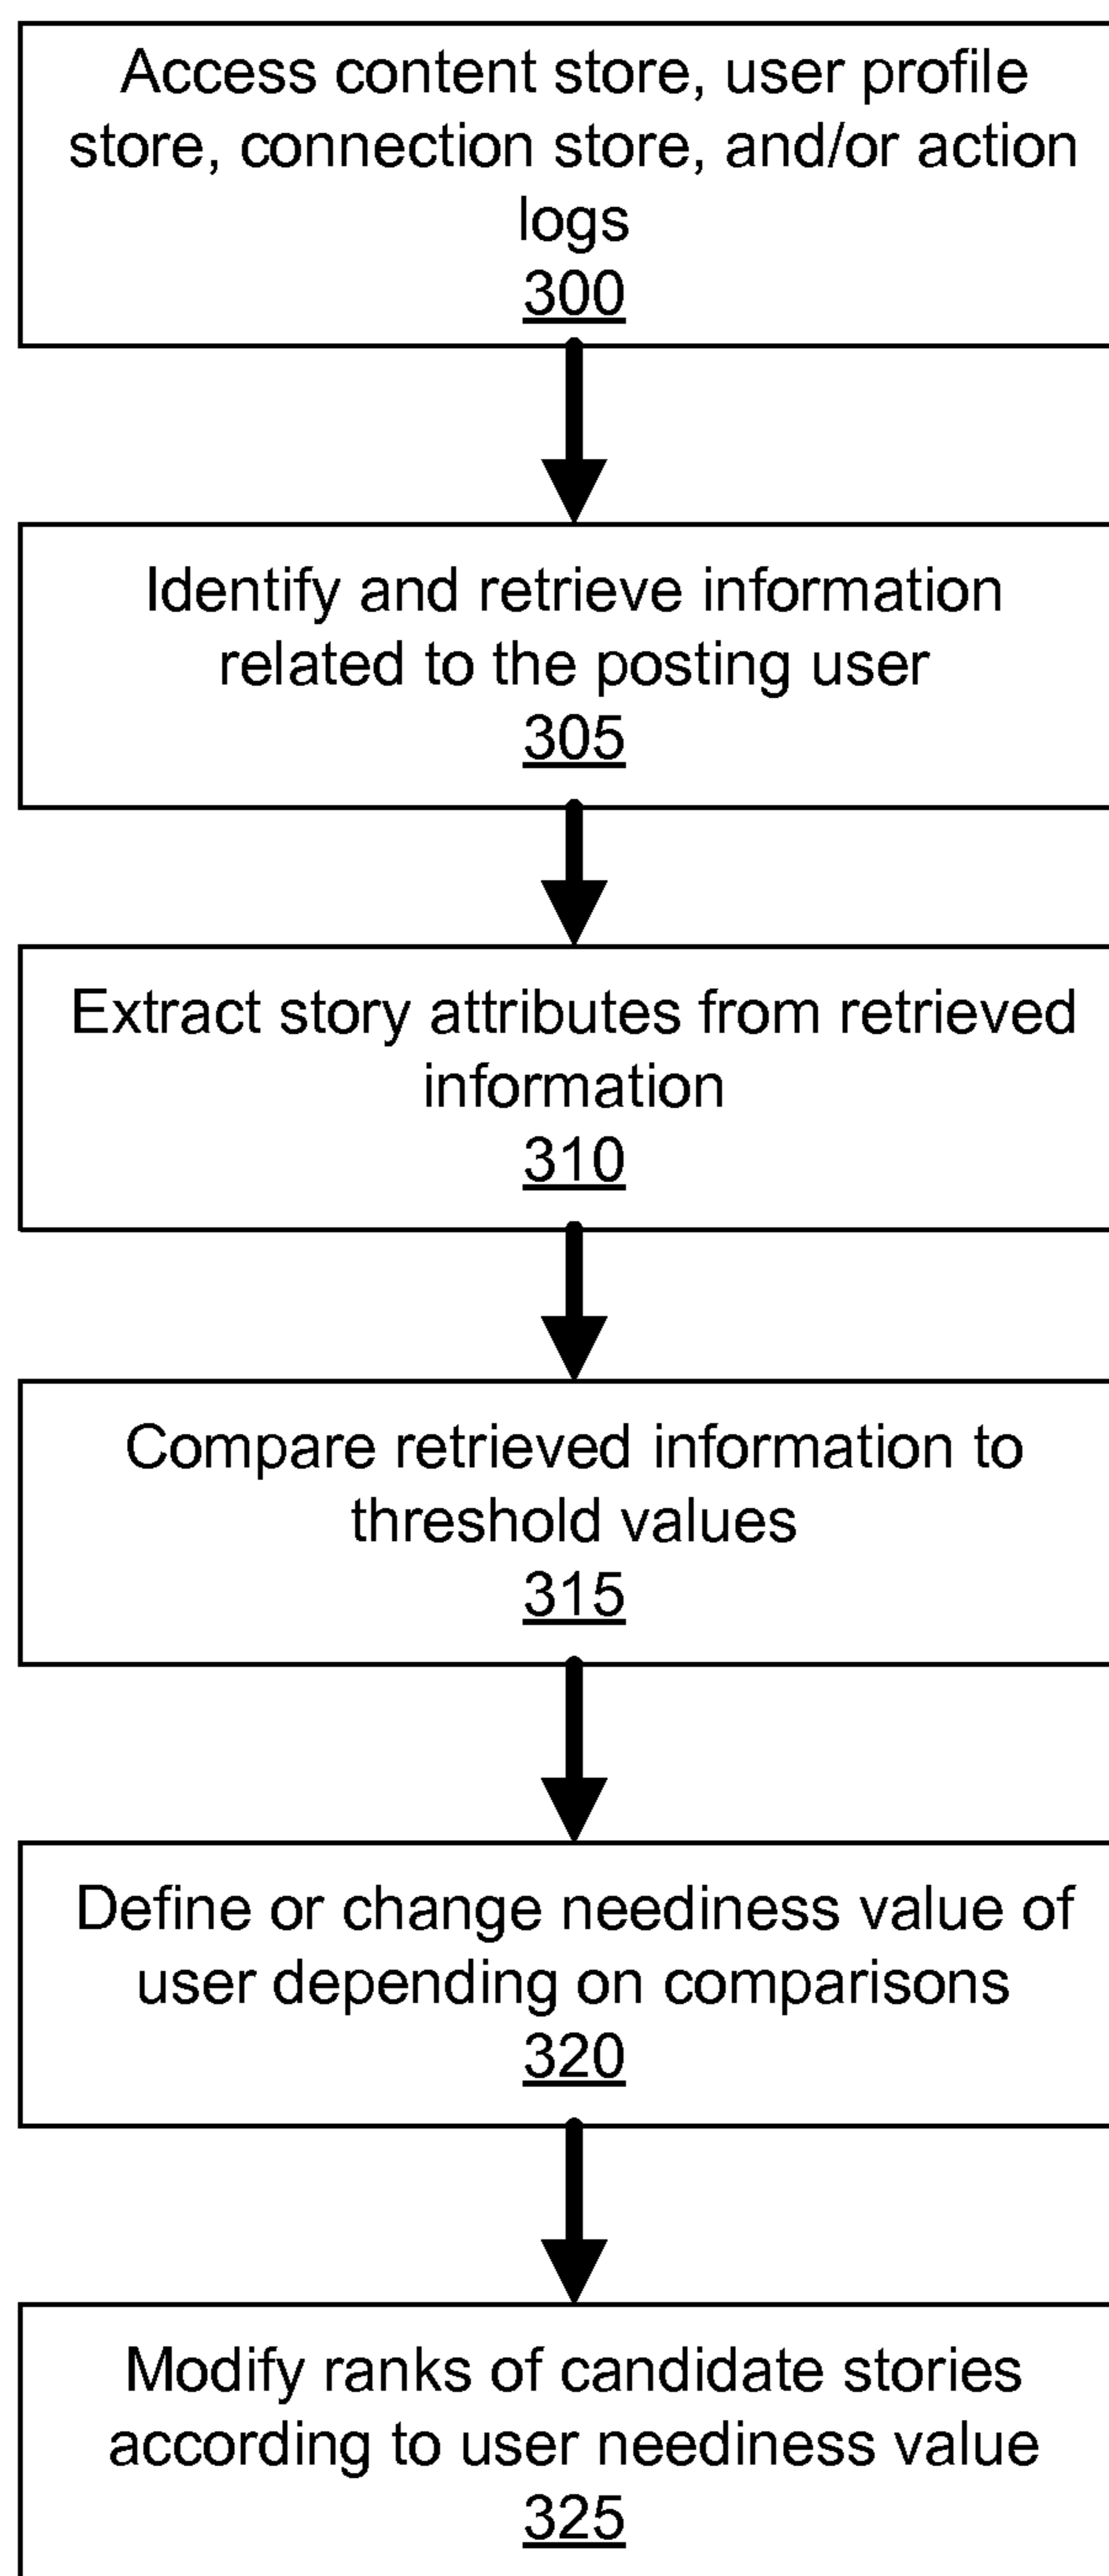 Access content store, user profile
store, connection store, and/or action
logs
300
Identify and retrieve information
related to the posting user
305
Extract story attributes from retrieved
information
310
Compare retrieved information to
threshold values
315
Define or change neediness value of
user depending on comparisons
320
Modify ranks of candidate stories
according to user neediness value
325